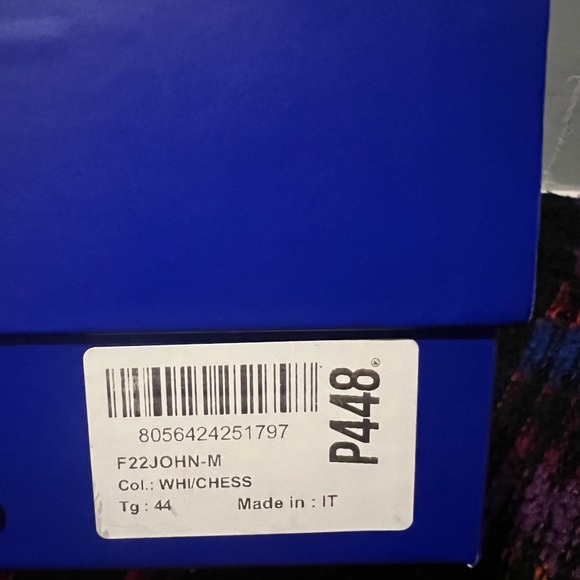 8056424251797
F22JOHN-M
Col.: WHI/CHESS
Tg : 44 Made in : IT
P448®